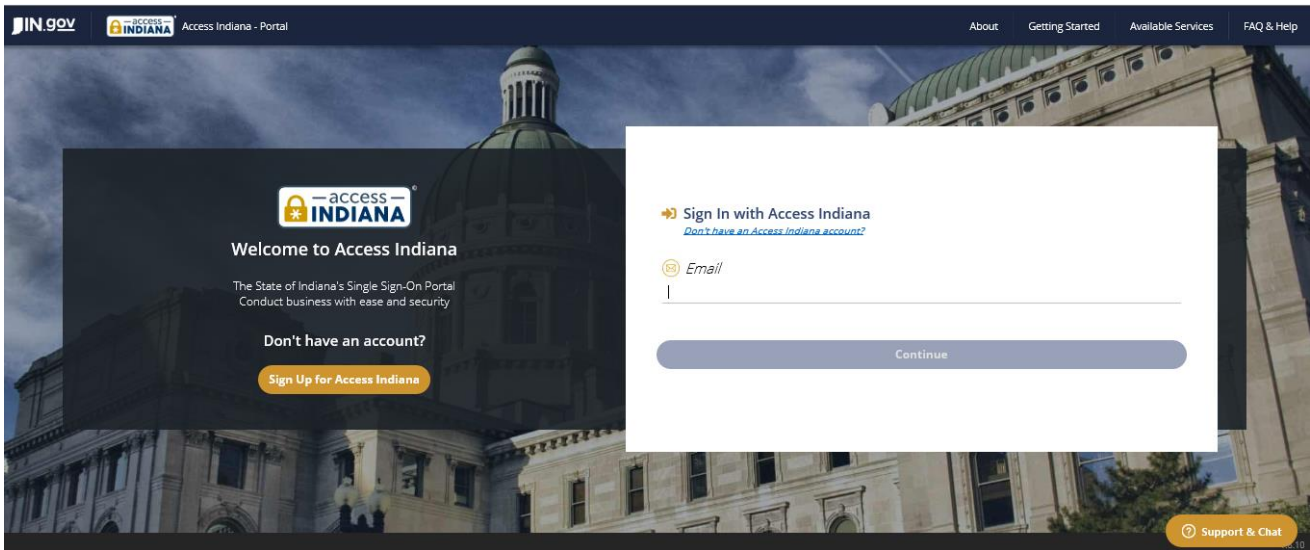 IN.gov
access
INDIANA
Access Indiana - Portal
About
Getting Started
Available Services
FAQ & Help
access
INDIANA
Welcome to Access Indiana
The State of Indiana's Single Sign-On Portal
Conduct business with ease and security
Don't have an account?
Sign Up for Access Indiana
Sign In with Access Indiana
Don't have an Access Indiana account?
Email
Continue
Support & Chat